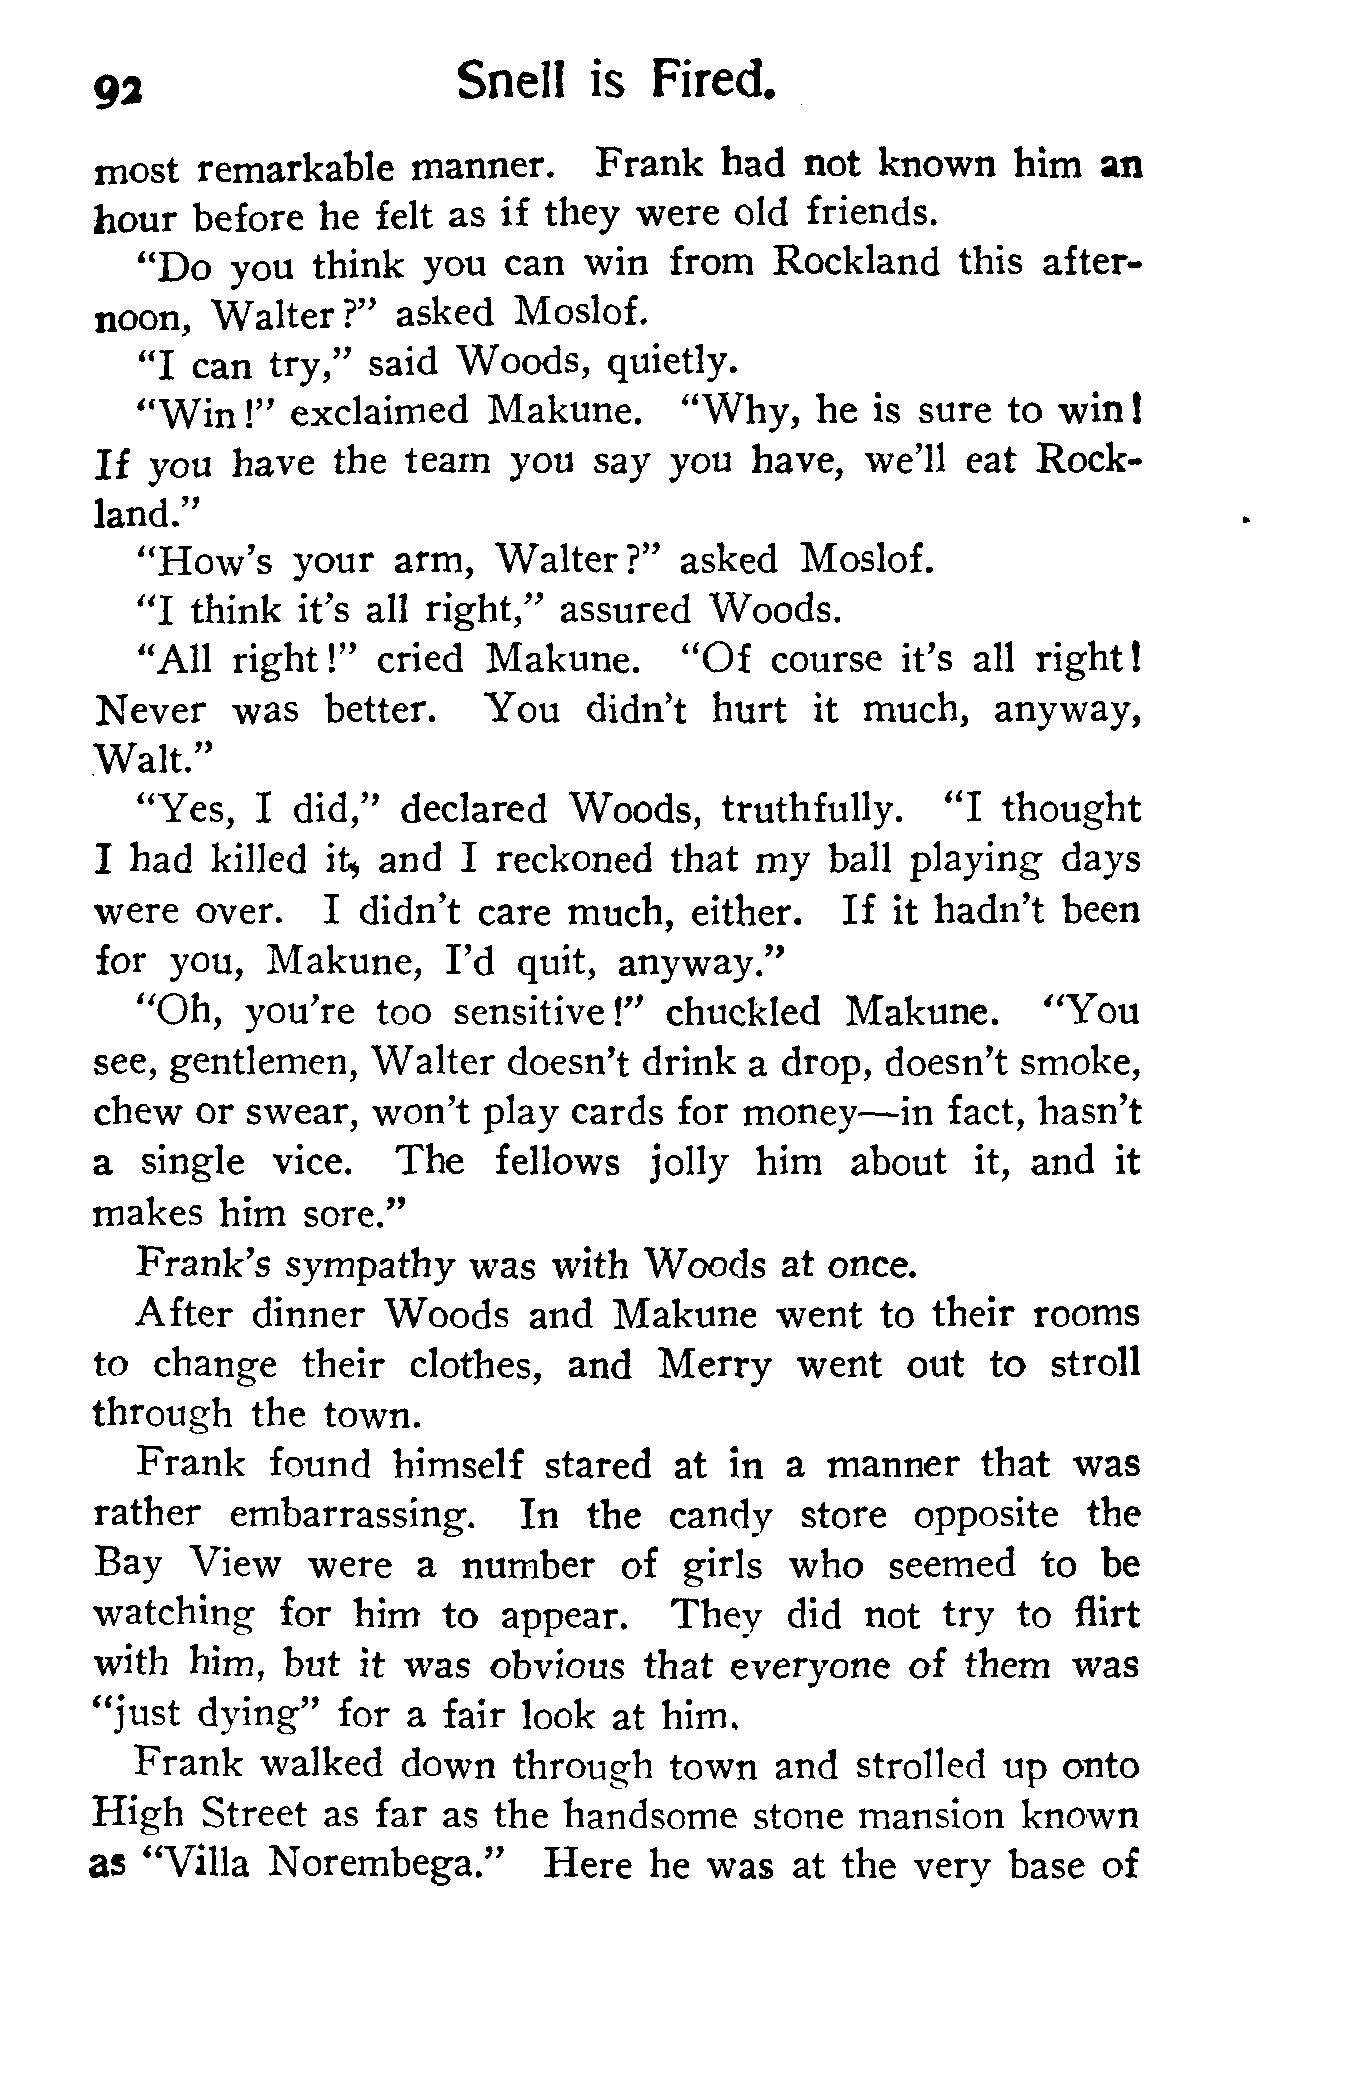 92 Snell is Fired.
most remarkable manner. Frank had not known him an
hour before he felt as if they were old friends.
"Do you think you can win from Rockland this after-
noon, Walter?" asked Moslof.
"I can try," said Woods, quietly.
"Win!" exclaimed Makune. "Why, he is sure to win!
If you have the team you say you have, we'll eat Rock-
land."
"How's your arm, Walter?" asked Moslof.
"I think it's all right," assured Woods.
"All right!" cried Makune. "Of course it's all right!
Never was better. You didn't hurt it much, anyway,
Walt."
"Yes, I did," declared Woods, truthfully. "I thought
I had killed it, and I reckoned that my ball playing days
were over. I didn't care much, either. If it hadn't been
for you, Makune, I'd quit, anyway."
"Oh, you're too sensitive!" chuckled Makune. "You
see, gentlemen, Walter doesn't drink a drop, doesn't smoke,
chew or swear, won't play cards for money—in fact, hasn't
a single vice. The fellows jolly him about it, and it
makes him sore."
Frank's sympathy was with Woods at once.
After dinner Woods and Makune went to their rooms
to change their clothes, and Merry went out to stroll
through the town.
Frank found himself stared at in a manner that was
rather embarrassing. In the candy store opposite the
Bay View were a number of girls who seemed to be
watching for him to appear. They did not try to flirt
with him, but it was obvious that everyone of them was
"just dying" for a fair look at him.
Frank walked down through town and strolled up onto
High Street as far as the handsome stone mansion known
as "Villa Norembega." Here he was at the very base of